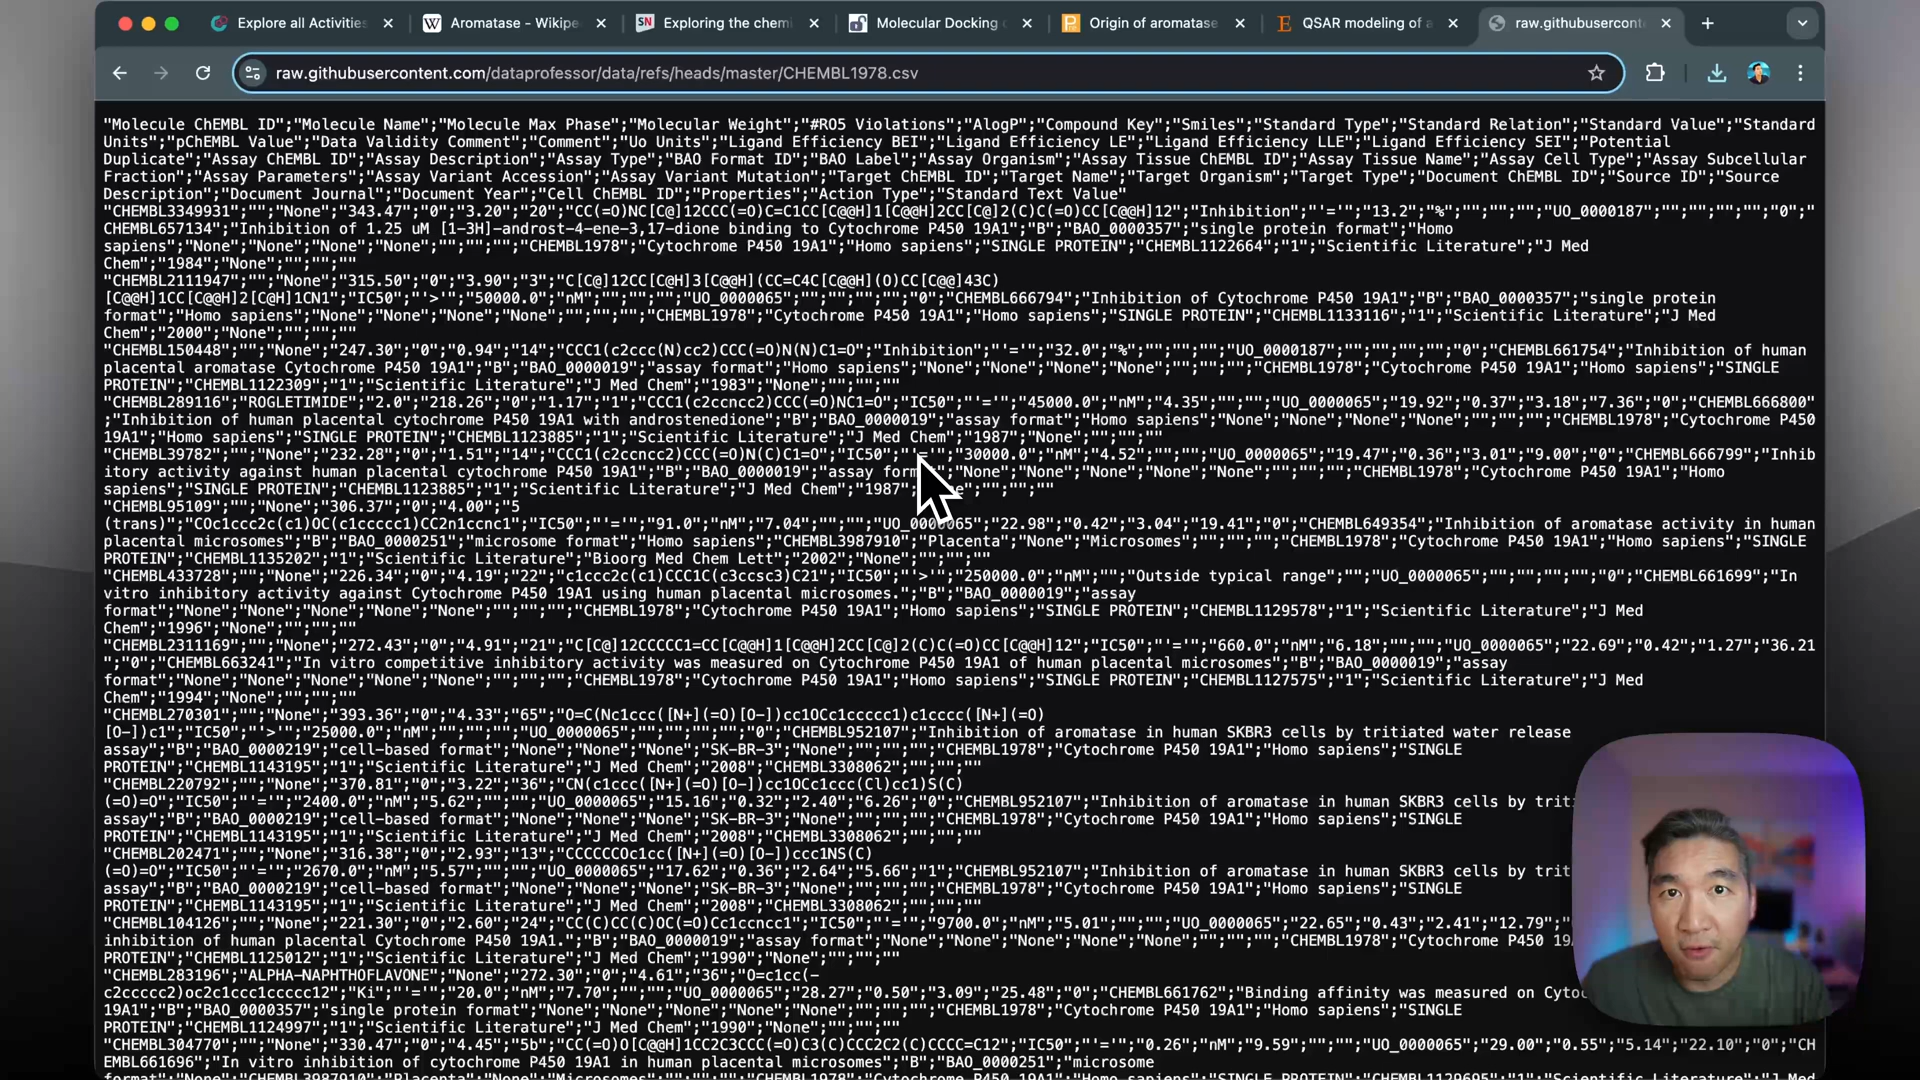 Explore all Activities
Aromatase - Wikipe
Exploring the chemi
Molecular Docking
Origin of aromatase
QSAR modeling of a
raw.githubusercont
raw.githubusercontent.com/dataprofessor/data/refs/heads/master/CHEMBL1978.csv
"Molecule ChEMBL ID";"Molecule Name";"Molecule Max Phase";"Molecular Weight";"#RO5 Violations";"AlogP";"Compound Key";"Smiles";"Standard Type";"Standard Relation";"Standard Value";"Standard
Units";"pChEMBL Value";"Data Validity Comment";"Comment";"Uo Units";"Ligand Efficiency BEI";"Ligand Efficiency LE";"Ligand Efficiency LLE";"Ligand Efficiency SEI";"Potential
Duplicate";"Assay ChEMBL ID";"Assay Description";"Assay Type";"BAO Format ID";"BAO Label";"Assay Organism";"Assay Tissue ChEMBL ID";"Assay Tissue Name";"Assay Cell Type";"Assay Subcellular
Fraction";"Assay Parameters";"Assay Variant Accession";"Assay Variant Mutation";"Target ChEMBL ID";"Target Name";"Target Organism";"Target Type";"Document ChEMBL ID";"Source ID";"Source
Description";"Document Journal";"Document Year";"Cell ChEMBL ID";"Properties";"Action Type";"Standard Text Value"
"CHEMBL3349931";"";"None";"343.47";"0";"3.20";"20";"CC(=O)NC[C@]12CCC(=O)C=C1CC[C@@H]1[C@@H]2CC[C@]2(C)C(=O)CC[C@@H]12";"Inhibition";"'='";"13.2";"%";"";"";"";"UO_0000187";"";"";"";"";"0";"
CHEMBL657134";"Inhibition of 1.25 uM [1-3H]-androst-4-ene-3,17-dione binding to Cytochrome P450 19A1";"B";"BAO_0000357";"single protein format";"Homo
sapiens";"None";"None";"None";"None";"";"";"";"CHEMBL1978";"Cytochrome P450 19A1";"Homo sapiens";"SINGLE PROTEIN";"CHEMBL1122664";"1";"Scientific Literature";"J Med
Chem";"1984";"None";"";"";""
"CHEMBL2111947";"";"None";"315.50";"0";"3.90";"3";"C[C@]12CC[C@H]3[C@@H](CC=C4C[C@@H](O)CC[C@@]43C)
[C@@H]1CC[C@@H]2[C@H]1CN1";"IC50";"'>'";"50000.0";"nM";"";"";"";"UO_0000065";"";"";"";"";"0";"CHEMBL666794";"Inhibition of Cytochrome P450 19A1";"B";"BAO_0000357";"single protein
format";"Homo sapiens";"None";"None";"None";"None";"";"";"";"CHEMBL1978";"Cytochrome P450 19A1";"Homo sapiens";"SINGLE PROTEIN";"CHEMBL1133116";"1";"Scientific Literature";"J Med
Chem";"2000";"None";"";"";""
"CHEMBL150448";"";"None";"247.30";"0";"0.94";"14";"CCC1(c2ccc(N)cc2)CCC(=O)N(N)C1=O";"Inhibition";"'='";"32.0";"%";"";"";"";"UO_0000187";"";"";"";"";"0";"CHEMBL661754";"Inhibition of human
placental aromatase Cytochrome P450 19A1";"B";"BAO_0000019";"assay format";"Homo sapiens";"None";"None";"None";"None";"";"";"";"CHEMBL1978";"Cytochrome P450 19A1";"Homo sapiens";"SINGLE
PROTEIN";"CHEMBL1122309";"1";"Scientific Literature";"J Med Chem";"1983";"None";"";"";""
"CHEMBL289116";"ROGLETIMIDE";"2.0";"218.26";"0";"1.17";"1";"CCC1(c2ccncc2)CCC(=O)NC1=O";"IC50";"'='";"45000.0";"nM";"4.35";"";"";"UO_0000065";"19.92";"0.37";"3.18";"7.36";"0";"CHEMBL666800"
;"Inhibition of human placental cytochrome P450 19A1 with androstenedione";"B";"BAO_0000019";"assay format";"Homo sapiens";"None";"None";"None";"None";"";"";"";"CHEMBL1978";"Cytochrome P450
19A1";"Homo sapiens";"SINGLE PROTEIN";"CHEMBL1123885";"1";"Scientific Literature";"J Med Chem";"1987";"None";"";"";""
"CHEMBL39782";"";"None";"232.28";"0";"1.51";"14";"CCC1(c2ccncc2)CCC(=O)N(C)C1=O";"IC50";"'=";"30000.0";"nM";"4.52";"";"";"UO_0000065";"19.47";"0.36";"3.01";"9.00";"0";"CHEMBL666799";"Inhib
itory activity against human placental cytochrome P450 19A1";"B";"BAO_0000019";"assay form";"None";"None";"None";"None";"None";"";"";"";"CHEMBL1978";"Cytochrome P450 19A1";"Homo
sapiens";"SINGLE PROTEIN";"CHEMBL1123885";"1";"Scientific Literature";"J Med Chem";"1987";"";"";""
"CHEMBL95109";"";"None";"306.37";"0";"4.00";"5
(trans)";"COc1ccc2c(c1)OC(c1ccccc1)CC2n1ccnc1";"IC50";"'='";"91.0";"nM";"7.04";"";"";"UO_0000065";"22.98";"0.42";"3.04";"19.41";"0";"CHEMBL649354";"Inhibition of aromatase activity in human
placental microsomes";"B";"BAO_0000251";"microsome format";"Homo sapiens";"CHEMBL3987910";"Placenta";"None";"Microsomes";"";"";"";"CHEMBL1978";"Cytochrome P450 19A1";"Homo sapiens";"SINGLE
PROTEIN";"CHEMBL1135202";"1";"Scientific Literature";"Bioorg Med Chem Lett";"2002";"None";"";"";""
"CHEMBL433728";"";"None";"226.34";"0";"4.19";"22";"c1ccc2c(c1)CCC1C(c3ccsc3)C21";"IC50";"'>'";"250000.0";"nM";"";"Outside typical range";"";"UO_0000065";"";"";"";"";"0";"CHEMBL661699";"In
vitro inhibitory activity against Cytochrome P450 19A1 using human placental microsomes.";"B";"BAO_0000019";"assay
format";"None";"None";"None";"None";"None";"";"";"";"CHEMBL1978";"Cytochrome P450 19A1";"Homo sapiens";"SINGLE PROTEIN";"CHEMBL1129578";"1";"Scientific Literature";"J Med
Chem";"1996";"None";"";"";""
"CHEMBL2311169";"";"None";"272.43";"0";"4.91";"21";"C[C@]12CCCCC1=CC[C@@H]1[C@@H]2CC[C@]2(C)C(=O)CC[C@@H]12";"IC50";"'='";"660.0";"nM";"6.18";"";"";"UO_0000065";"22.69";"0.42";"1.27";"36.21
";"0";"CHEMBL663241";"In vitro competitive inhibitory activity was measured on Cytochrome P450 19A1 of human placental microsomes";"B";"BAO_0000019";"assay
format";"None";"None";"None";"None";"None";"";"";"";"CHEMBL1978";"Cytochrome P450 19A1";"Homo sapiens";"SINGLE PROTEIN";"CHEMBL1127575";"1";"Scientific Literature";"J Med
Chem";"1994";"None";"";"";""
"CHEMBL270301";"";"None";"393.36";"0";"4.33";"65";"O=C(Nc1ccc([N+](=O)[O-])cc1Oc1ccccc1)c1cccc([N+](=O)
[O-])c1";"IC50";"'>'";"25000.0";"nM";"";"";"";"UO_0000065";"";"";"";"";"0";"CHEMBL952107";"Inhibition of aromatase in human SKBR3 cells by tritiated water release
assay";"B";"BAO_0000219";"cell-based format";"None";"None";"None";"SK-BR-3";"None";"";"";"";"CHEMBL1978";"Cytochrome P450 19A1";"Homo sapiens";"SINGLE
PROTEIN";"CHEMBL1143195";"1";"Scientific Literature";"J Med Chem";"2008";"CHEMBL3308062";"";"";""
"CHEMBL220792";"";"None";"370.81";"0";"3.22";"36";"CN(c1ccc([N+](=O)[O-])cc1Oc1ccc(Cl)cc1)S(C)
(=O)=O";"IC50";"'='";"2400.0";"nM";"5.62";"";"";"UO_0000065";"15.16";"0.32";"2.40";"6.26";"0";"CHEMBL952107";"Inhibition of aromatase in human SKBR3 cells by trit
assay";"B";"BAO_0000219";"cell-based format";"None";"None";"None";"SK-BR-3";"None";"";"";"";"CHEMBL1978";"Cytochrome P450 19A1";"Homo sapiens";"SINGLE
PROTEIN";"CHEMBL1143195";"1";"Scientific Literature";"J Med Chem";"2008";"CHEMBL3308062";"";"";""
"CHEMBL202471";"";"None";"316.38";"0";"2.93";"13";"CCCCCCOc1cc([N+](=O)[O-])ccc1NS(C)
(=O)=O";"IC50";"'='";"2670.0";"nM";"5.57";"";"";"UO_0000065";"17.62";"0.36";"2.64";"5.66";"1";"CHEMBL952107";"Inhibition of aromatase in human SKBR3 cells by trit
assay";"B";"BAO_0000219";"cell-based format";"None";"None";"None";"SK-BR-3";"None";"";"";"";"CHEMBL1978";"Cytochrome P450 19A1";"Homo sapiens";"SINGLE
PROTEIN";"CHEMBL1143195";"1";"Scientific Literature";"J Med Chem";"2008";"CHEMBL3308062";"";"";""
"CHEMBL104126";"";"None";"221.30";"0";"2.60";"24";"CC(C)CC(C)OC(=O)Cc1ccncc1";"IC50";"'='";"9700.0";"nM";"5.01";"";"";"UO_0000065";"22.65";"0.43";"2.41";"12.79";"
inhibition of human placental Cytochrome P450 19A1.";"B";"BAO_0000019";"assay format";"None";"None";"None";"None";"None";"";"";"";"CHEMBL1978";"Cytochrome P450 19A
PROTEIN";"CHEMBL1125012";"1";"Scientific Literature";"J Med Chem";"1990";"None";"";"";""
"CHEMBL283196";"ALPHA-NAPHTHOFLAVONE";"None";"272.30";"0";"4.61";"36";"O=c1cc(-
c2ccccc2)oc2c1ccc1ccccc12";"Ki";"'='";"20.0";"nM";"7.70";"";"";"UO_0000065";"28.27";"0.50";"3.09";"25.48";"0";"CHEMBL661762";"Binding affinity was measured on Cyto
19A1";"B";"BAO_0000357";"single protein format";"None";"None";"None";"None";"None";"";"";"";"CHEMBL1978";"Cytochrome P450 19A1";"Homo sapiens";"SINGLE
PROTEIN";"CHEMBL1124997";"1";"Scientific Literature";"J Med Chem";"1990";"None";"";"";""
"CHEMBL304770";"";"None";"330.47";"0";"4.45";"5b";"CC(=O)O[C@@H]1CC2C3CCC(=O)C3(C)CCC2C2(C)CCCC=C12";"IC50";"'='";"0.26";"nM";"9.59";"";"";"UO_0000065";"29.00";"0.55";"5.14";"22.10";"0";"CH
EMBL661696";"In vitro inhibition of cytochrome P450 19A1 in human placental microsomes";"B";"BAO_0000251";"microsome
format";"CHEMBL3987910";"Placenta";"None";"Microsomes";"";"";"";"CHEMBL1978";"Cytochrome P450 19A1";"Homo sapiens";"SINGLE PROTEIN";"CHEMBL1129695";"1";"Scientific Literature";"J Med